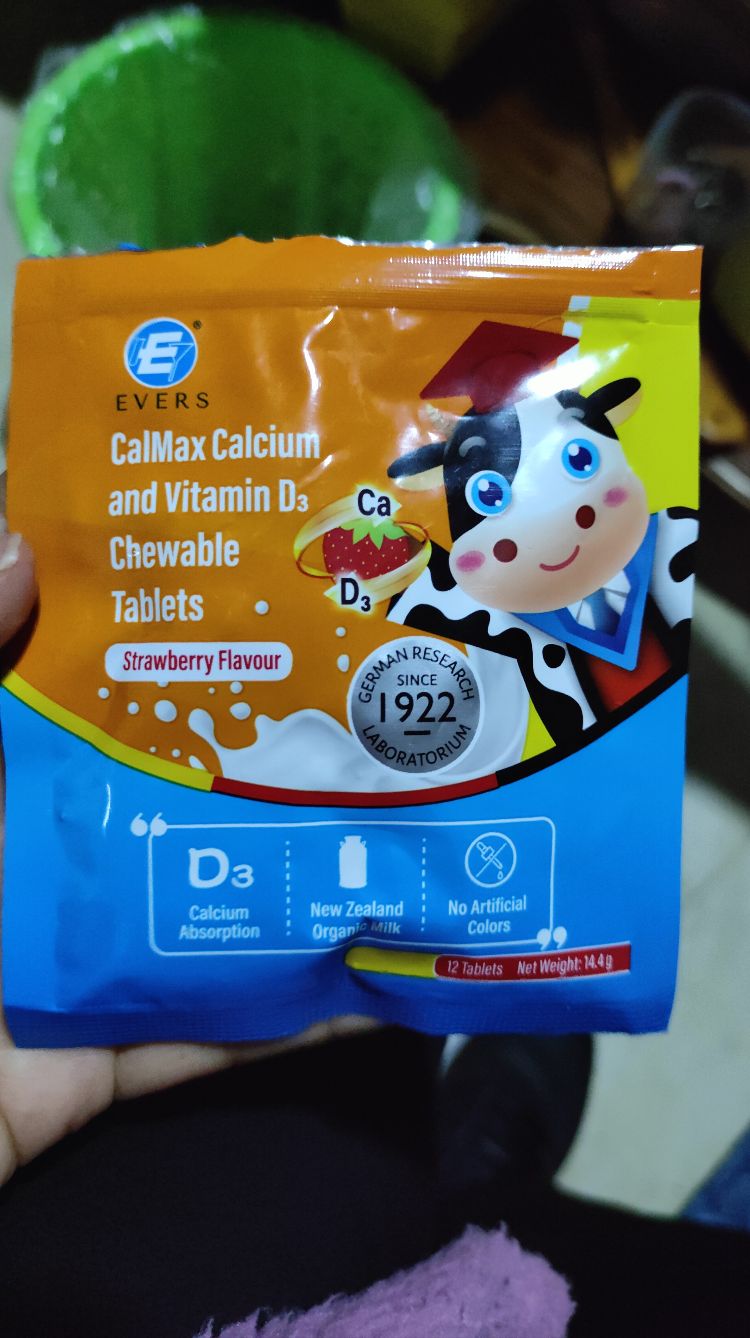 E
®
EVERS
CalMax Calcium
and Vitamin D₃
Chewable
Tablets
Strawberry Flavour
Ca
D₃
GERMAN RESEARCH
SINCE
1922
LABORATORIUM
D₃
Calcium
Absorption
New Zealand
Organic Milk
No Artificial
Colors
12 Tablets Net Weight: 14.4 g